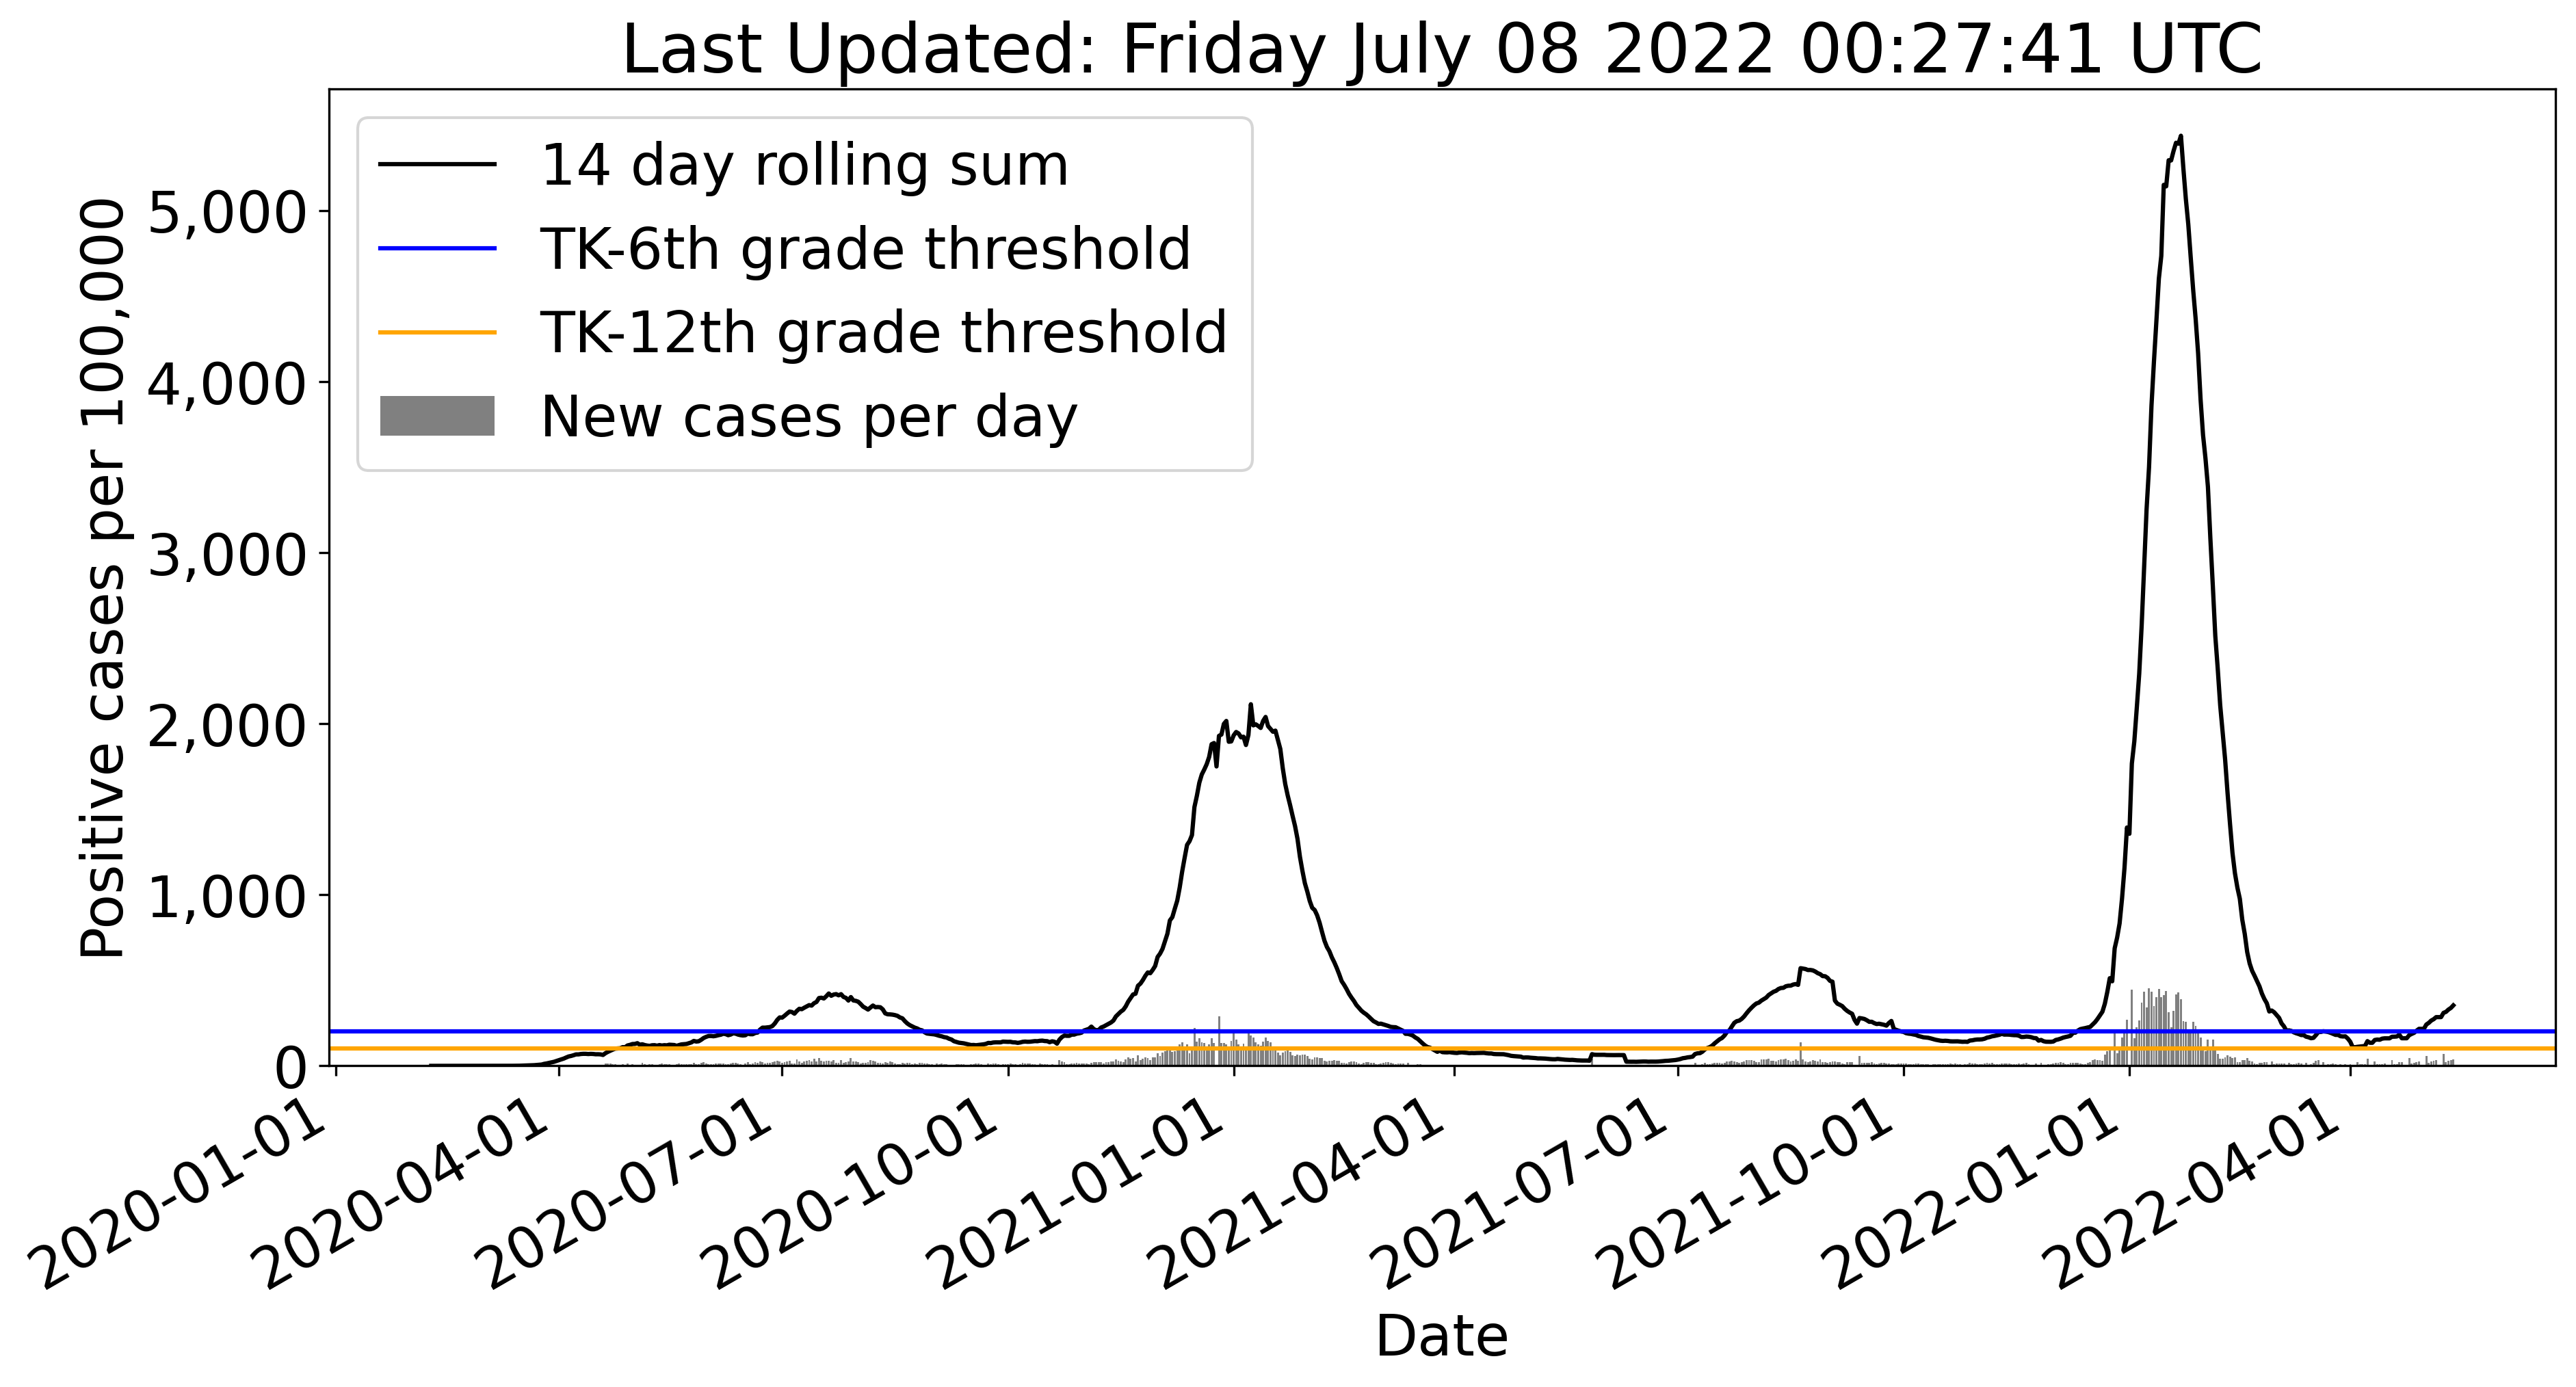 Last Updated: Friday July 08 2022 00:27:41 UTC
14 day rolling sum
TK-6th grade threshold
TK-12th grade threshold
New cases per day
Positive cases per 100,000
5,000
4,000
3,000
2,000
1,000
0
2020-01-01
2020-04-01
2020-07-01
2020-10-01
2021-01-01
2021-04-01
2021-07-01
2021-10-01
2022-01-01
2022-04-01
Date